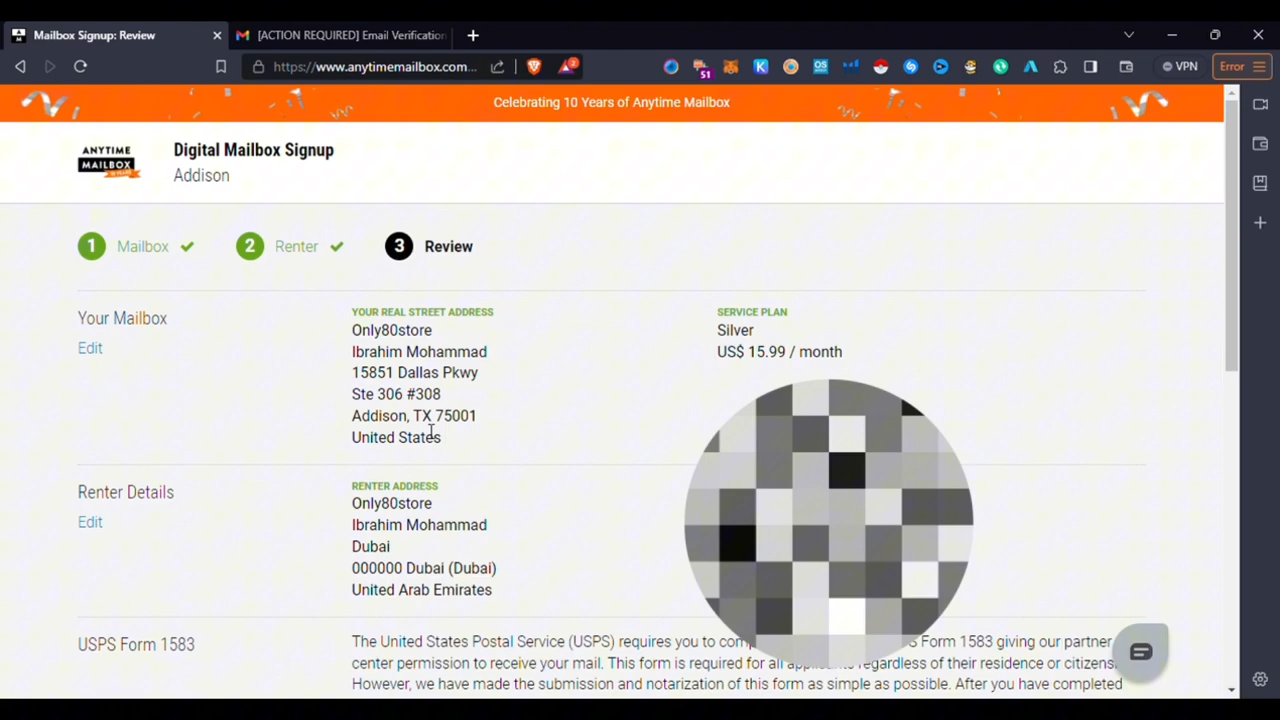 Mailbox Signup: Review
[ACTION REQUIRED] Email Verification
https://www.anytimemailbox.com...
51
2
VPN
Error
Celebrating 10 Years of Anytime Mailbox
ANYTIME
MAILBOX
Digital Mailbox Signup
Addison
1 Mailbox
2 Renter
3 Review
Your Mailbox
Edit
YOUR REAL STREET ADDRESS
Only80store
Ibrahim Mohammad
15851 Dallas Pkwy
Ste 306 #308
Addison, TX 75001
United States
SERVICE PLAN
Silver
US$ 15.99 / month
Renter Details
Edit
RENTER ADDRESS
Only80store
Ibrahim Mohammad
Dubai
000000 Dubai (Dubai)
United Arab Emirates
USPS Form 1583
The United States Postal Service (USPS) requires you to Form 1583 giving our partner
center permission to receive your mail. This form is required for all applicants regardless of their residence or
However, we have made the submission and notarization of this form as simple as possible. After you have completed